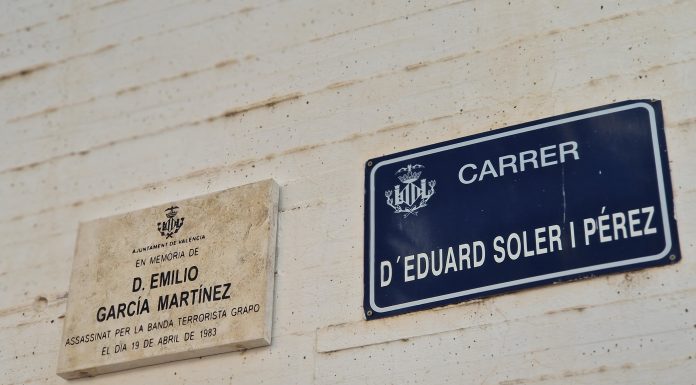 AJUNTAMENT DE VALENCIA
EN MEMORIA DE
D. EMILIO
GARCÍA MARTÍNEZ
ASSASSINAT PER LA BANDA TERRORISTA GRAPO
EL DIA 19 DE ABRIL DE 1983
CARRER
D´EDUARD SOLER I PÉREZ